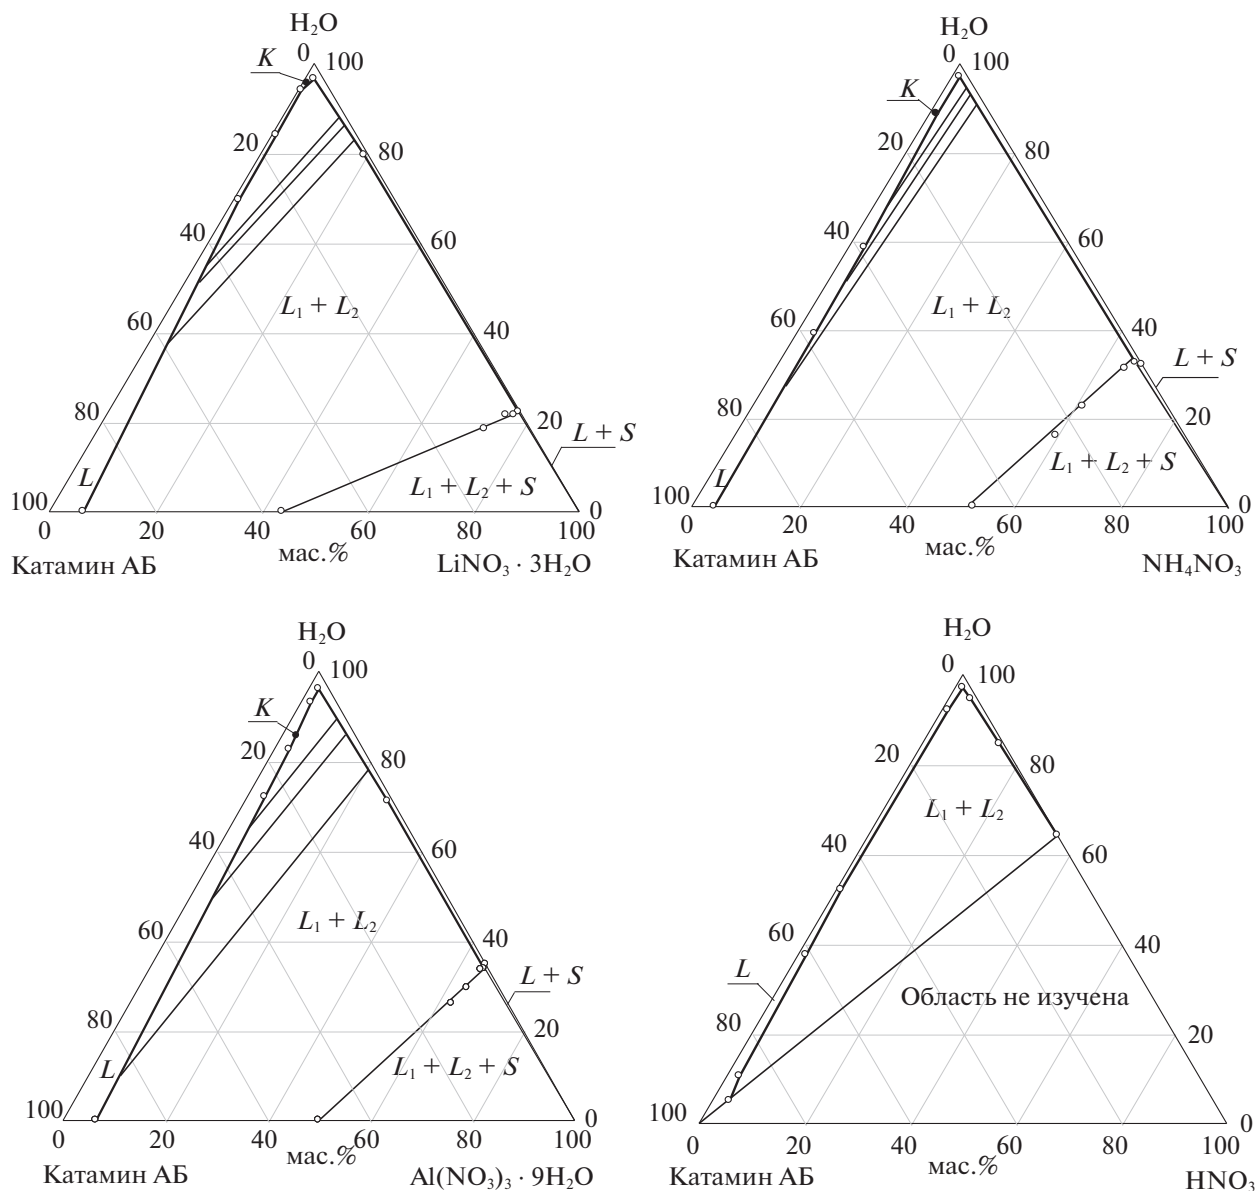 H₂O
0 100
K
20 80
40 60
L₁ + L₂
60 40
80 20
L + S
L
L₁ + L₂ + S
100 0
0 20 40 60 80 100
мас.%
Катамин АБ LiNO₃ · 3H₂O
H₂O
0 100
K
20 80
40 60
L₁ + L₂
60 40
L + S
80 20
L
L₁ + L₂ + S
100 0
0 20 40 60 80 100
мас.%
Катамин АБ NH₄NO₃
H₂O
0 100
K
20 80
40 60
L₁ + L₂
60 40
L + S
80 20
L
L₁ + L₂ + S
100 0
0 20 40 60 80 100
мас.%
Катамин АБ Al(NO₃)₃ · 9H₂O
H₂O
0 100
20 80
L₁ + L₂
40 60
60 40
L
Область не изучена
80 20
100 0
0 20 40 60 80 100
мас.%
Катамин АБ HNO₃